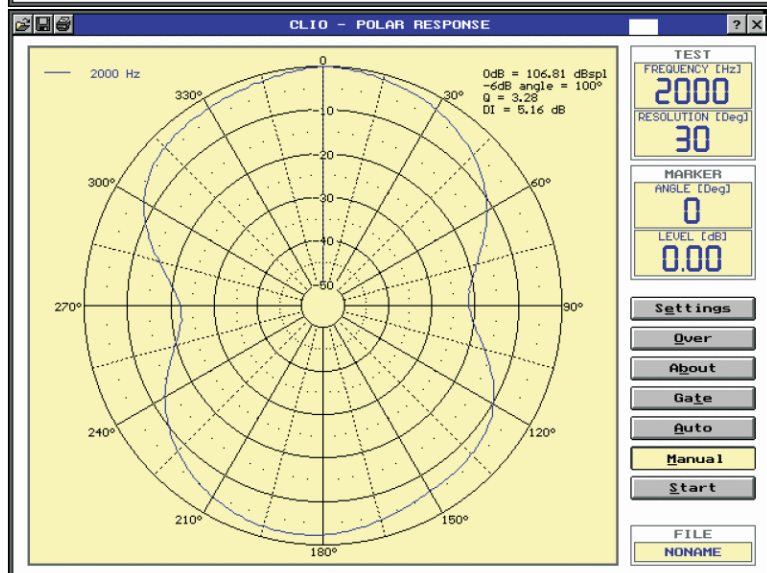 CLIO - POLAR RESPONSE
? X
2000 Hz
0dB = 106.81 dBspl
-6dB angle = 100°
Q = 3.28
DI = 5.16 dB
0
30°
60°
90°
120°
150°
180°
210°
240°
270°
300°
330°
-10
-20
-30
-40
-50
TEST
FREQUENCY [Hz]
2000
RESOLUTION [Deg]
30
MARKER
ANGLE [Deg]
0
LEVEL [dB]
0.00
Settings
Over
About
Gate
Auto
Manual
Start
FILE
NONAME